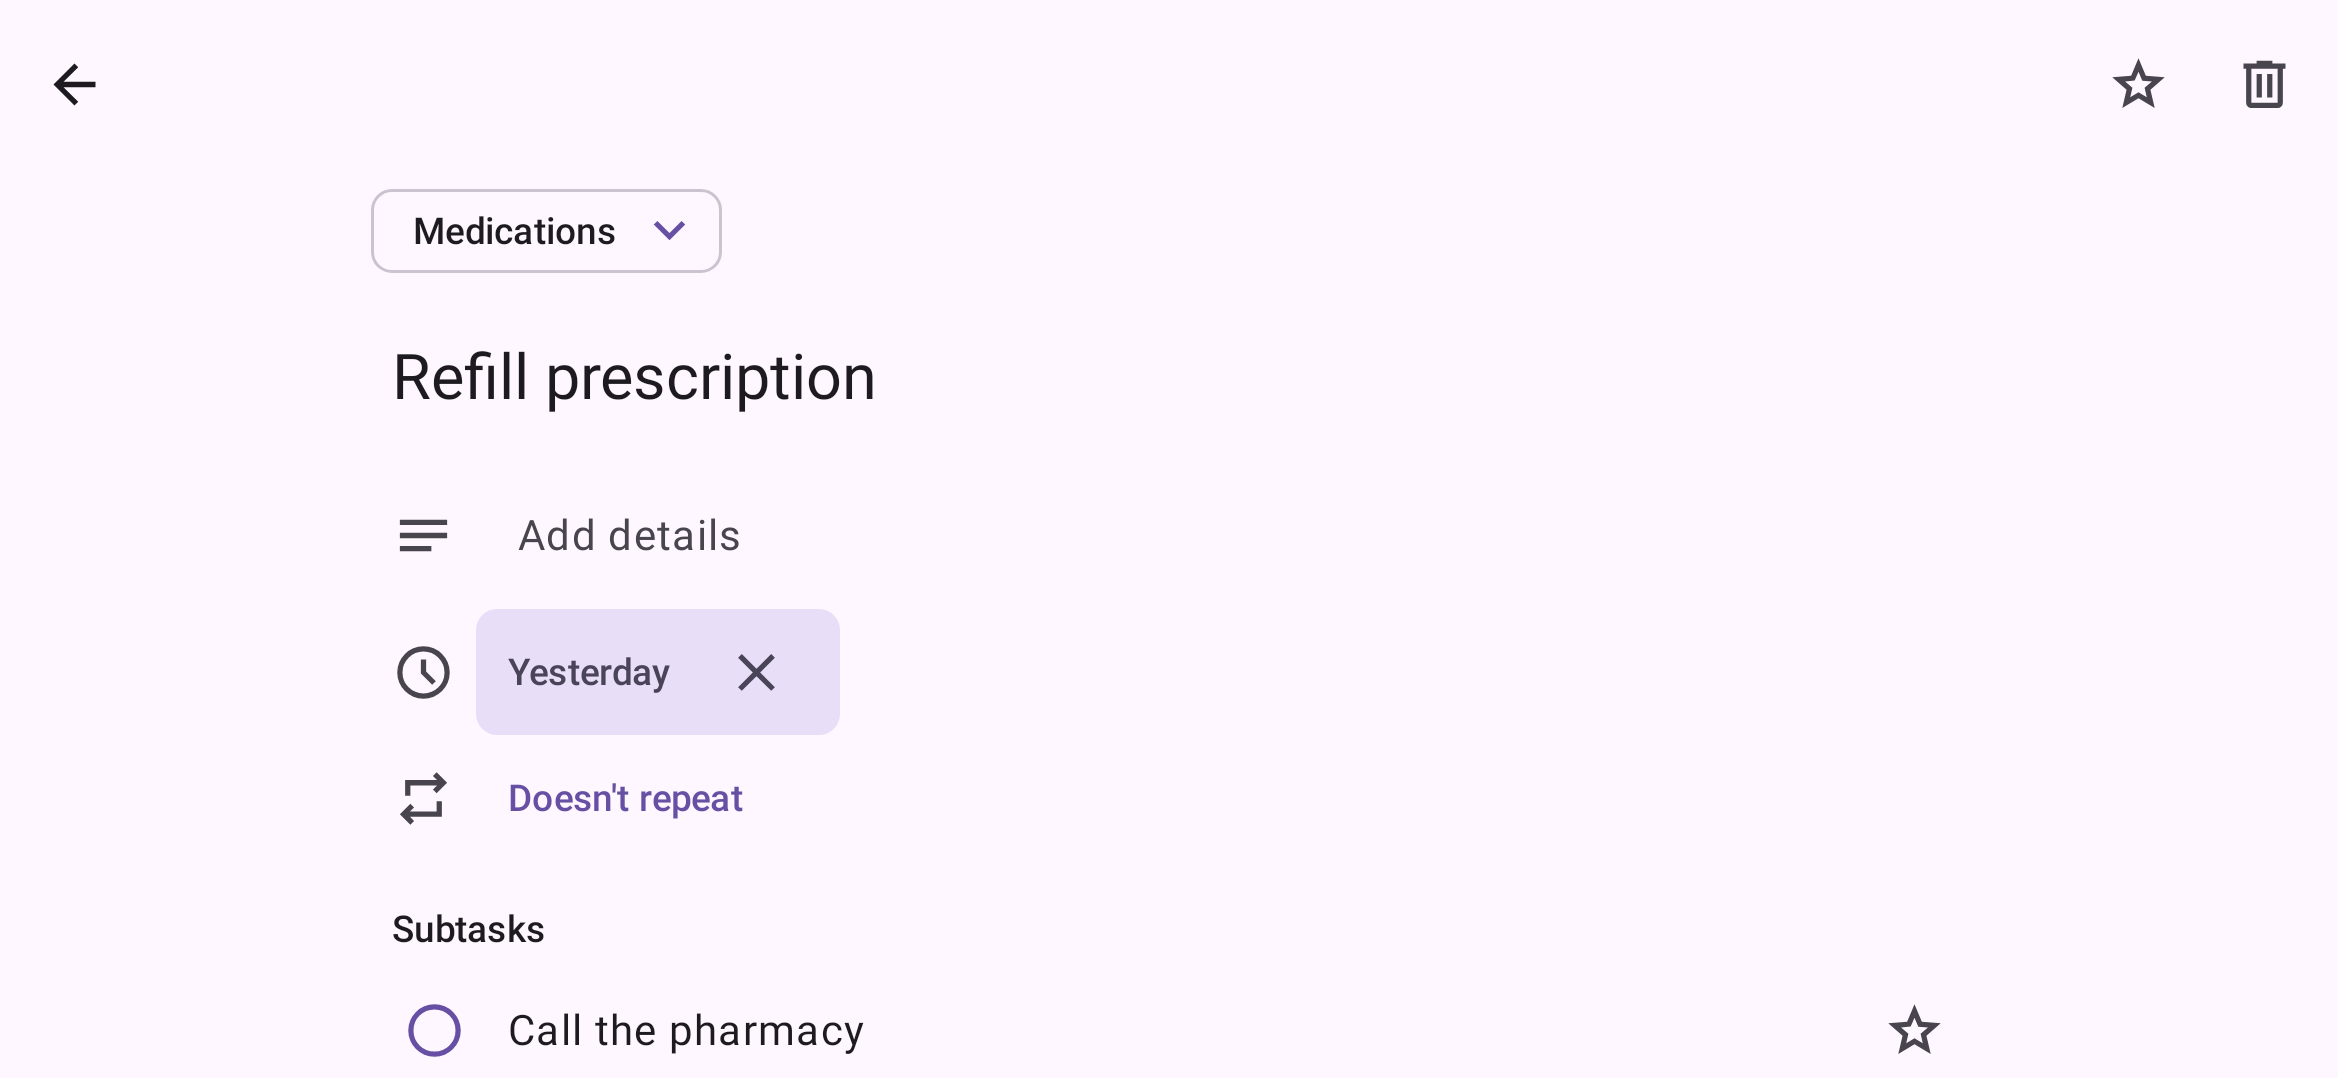 Medications
Refill prescription
Add details
Yesterday
Doesn't repeat
Subtasks
Call the pharmacy